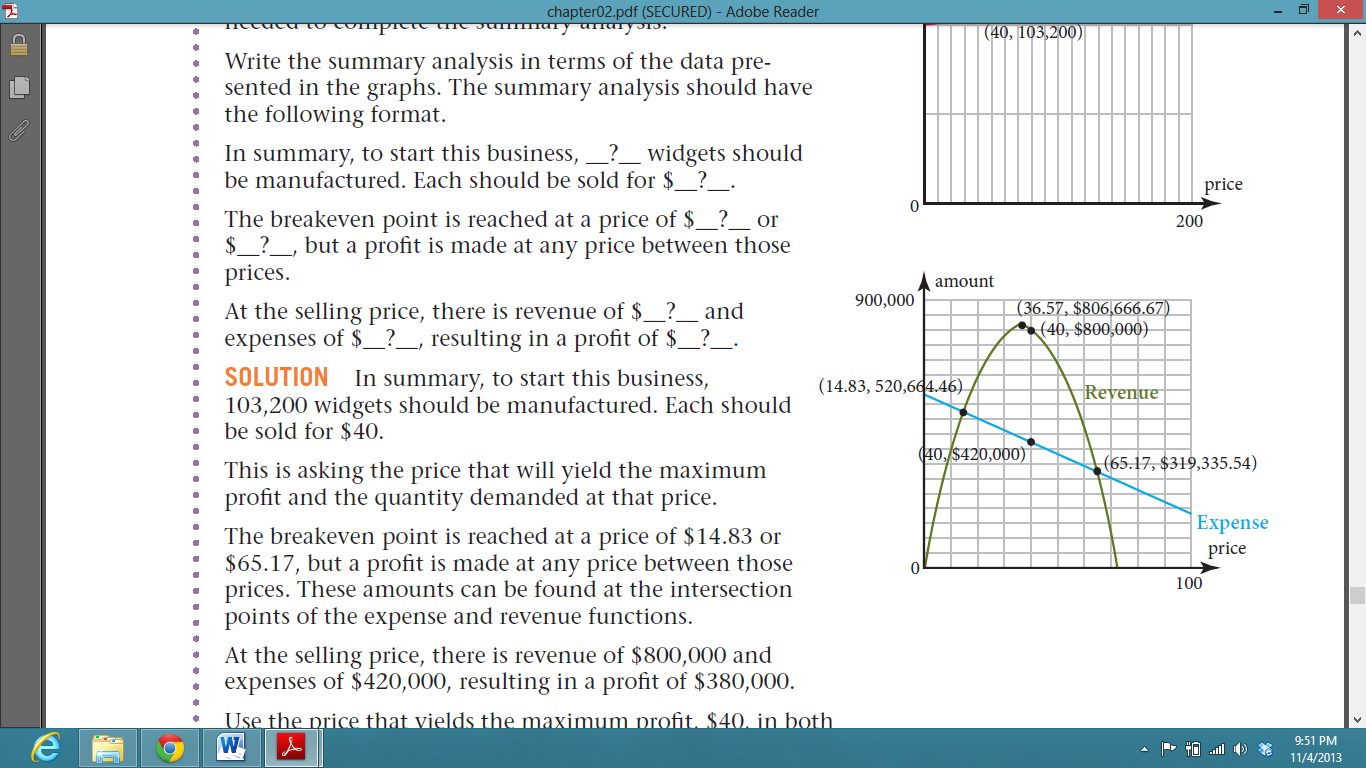 chapter02.pdf (SECURED) - Adobe Reader
needed to complete the summary analysis.
Write the summary analysis in terms of the data pre-
sented in the graphs. The summary analysis should have
the following format.
In summary, to start this business, __?__ widgets should
be manufactured. Each should be sold for $__?__.
The breakeven point is reached at a price of $__?__ or
$__?__, but a profit is made at any price between those
prices.
At the selling price, there is revenue of $__?__ and
expenses of $__?__, resulting in a profit of $__?__.
SOLUTION In summary, to start this business,
103,200 widgets should be manufactured. Each should
be sold for $40.
This is asking the price that will yield the maximum
profit and the quantity demanded at that price.
The breakeven point is reached at a price of $14.83 or
$65.17, but a profit is made at any price between those
prices. These amounts can be found at the intersection
points of the expense and revenue functions.
At the selling price, there is revenue of $800,000 and
expenses of $420,000, resulting in a profit of $380,000.
Use the price that yields the maximum profit, $40, in both
(40, 103,200)
price
0
200
amount
900,000
(36.57, $806,666.67)
(40, $800,000)
(14.83, 520,664.46)
Revenue
(40, $420,000)
(65.17, $319,335.54)
Expense
price
0
100
9:51 PM
11/4/2013